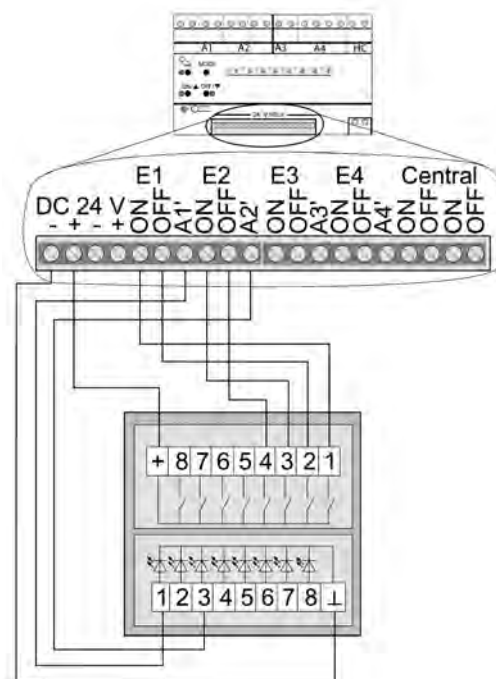 A1 A2 A3 A4 HC
MODE
E1 E2 E3 E4 Central
DC 24 V ON OFF A1' ON OFF A2' ON OFF A3' ON OFF A4' ON OFF ON OFF
- + - +
+ 8 7 6 5 4 3 2 1
1 2 3 4 5 6 7 8 ⊥